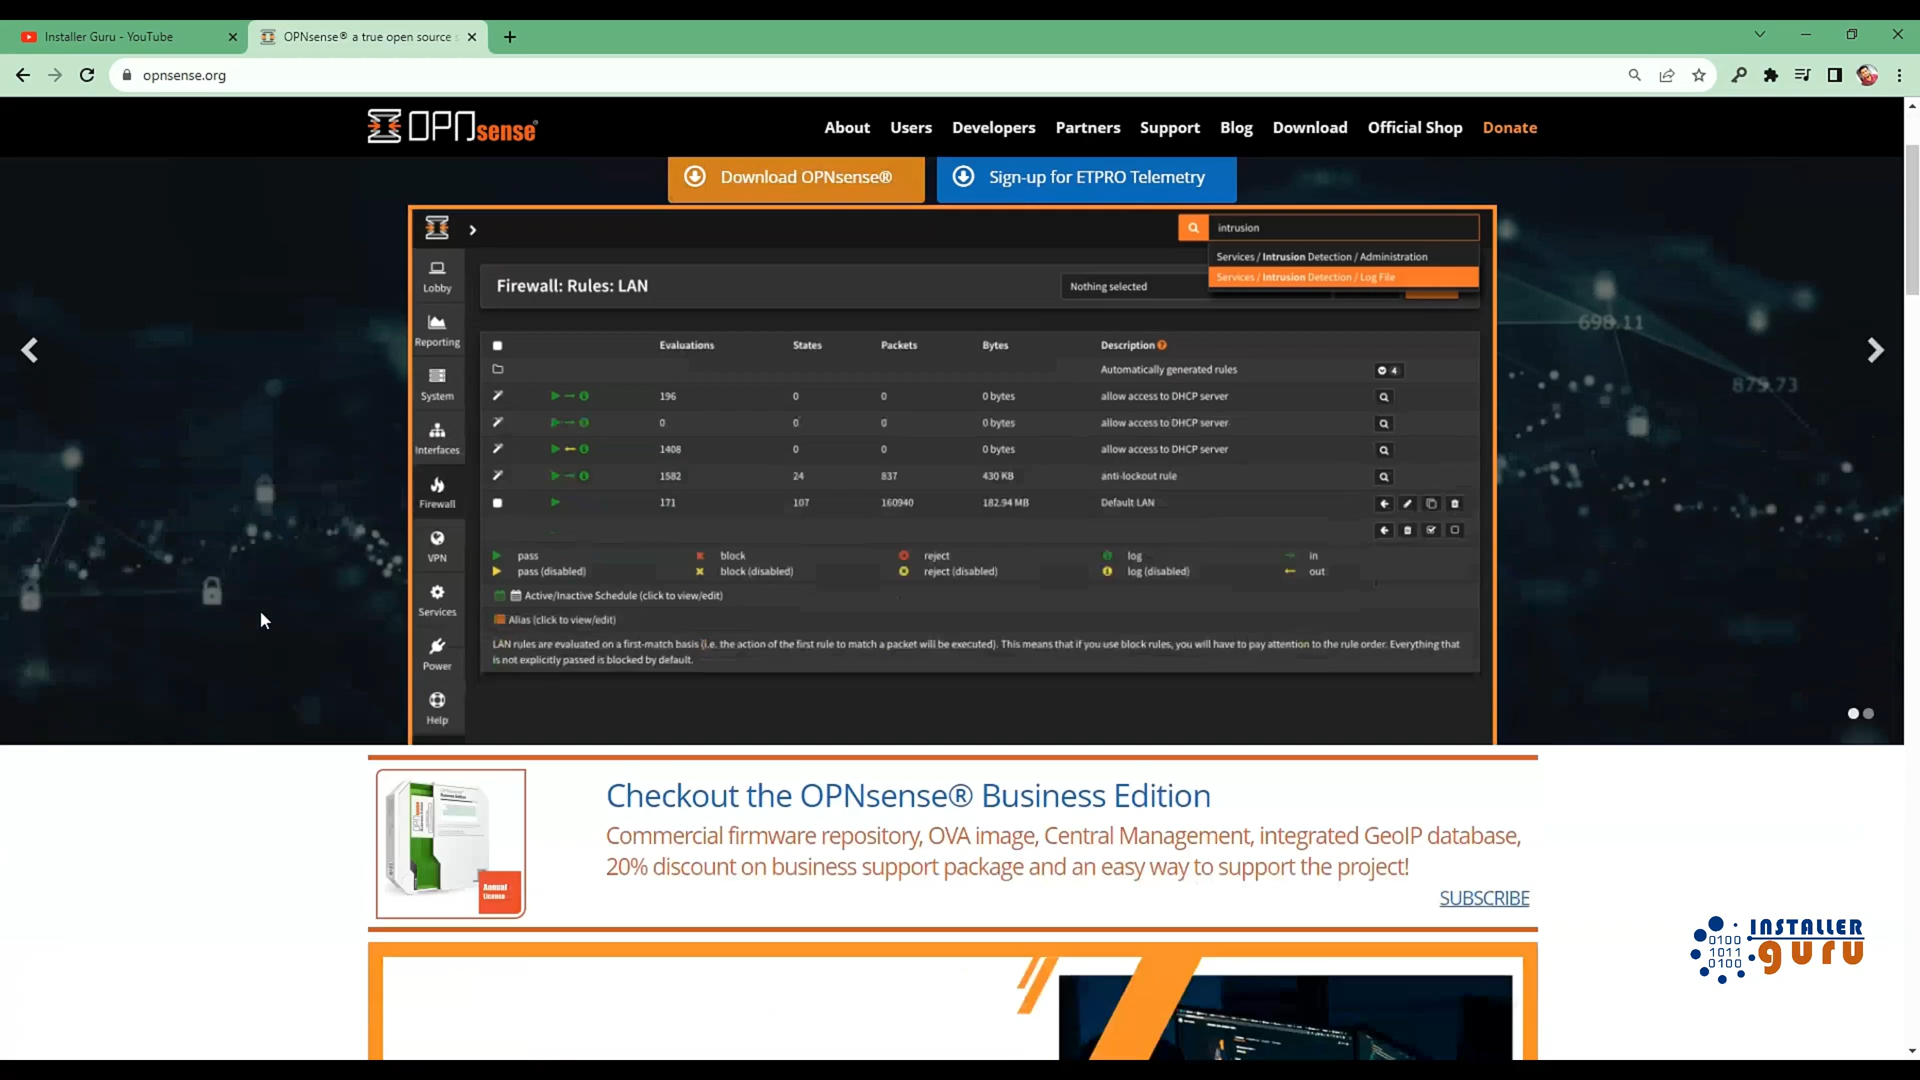 Installer Guru - YouTube
OPNsense® a true open source s
opnsense.org
OPNsense®
About Users Developers Partners Support Blog Download Official Shop Donate
Download OPNsense®
Sign-up for ETPRO Telemetry
intrusion
Services / Intrusion Detection / Administration
Services / Intrusion Detection / Log File
Firewall: Rules: LAN
Nothing selected
Lobby
Reporting
System
Interfaces
Firewall
VPN
Services
Power
Help
Evaluations States Packets Bytes Description
Automatically generated rules 4
196 0 0 0 bytes allow access to DHCP server
0 0 0 0 bytes allow access to DHCP server
1408 0 0 0 bytes allow access to DHCP server
1582 24 837 430 KB anti-lockout rule
171 107 160940 182.94 MB Default LAN
pass block reject log in
pass (disabled) block (disabled) reject (disabled) log (disabled) out
Active/Inactive Schedule (click to view/edit)
Alias (click to view/edit)
LAN rules are evaluated on a first-match basis (i.e. the action of the first rule to match a packet will be executed). This means that if you use block rules, you will have to pay attention to the rule order. Everything that
is not explicitly passed is blocked by default.
698.11
879.73
Checkout the OPNsense® Business Edition
Commercial firmware repository, OVA image, Central Management, integrated GeoIP database,
20% discount on business support package and an easy way to support the project!
SUBSCRIBE
Annual
License
INSTALLER
guru
0100
1011
0100